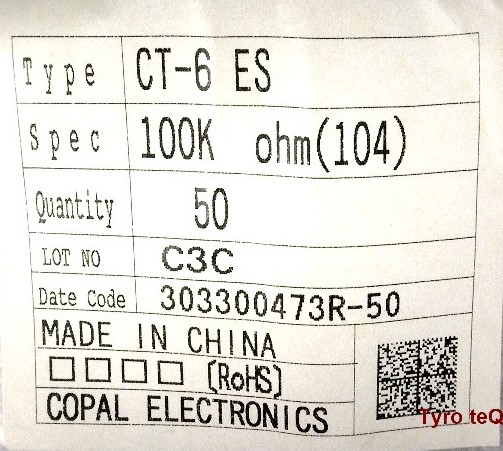 Type CT-6 ES
Spec 100K ohm(104)
Quantity 50
LOT NO C3C
Date Code 303300473R-50
MADE IN CHINA
□□□□ (RoHS)
COPAL ELECTRONICS
Tyro teQ